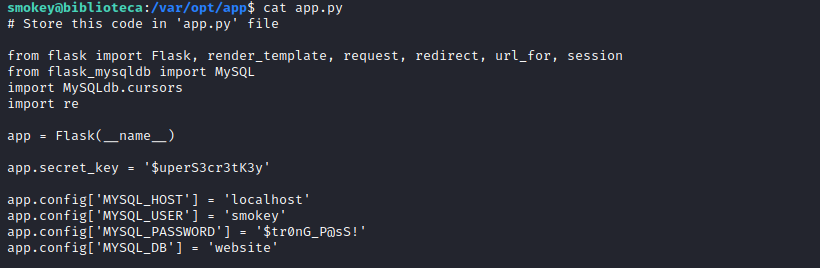 smokey@biblioteca:/var/opt/app$ cat app.py
# Store this code in 'app.py' file
from flask import Flask, render_template, request, redirect, url_for, session
from flask_mysqldb import MySQL
import MySQLdb.cursors
import re
app = Flask(__name__)
app.secret_key = '$uperS3cr3tK3y'
app.config['MYSQL_HOST'] = 'localhost'
app.config['MYSQL_USER'] = 'smokey'
app.config['MYSQL_PASSWORD'] = '$tr0nG_P@sS!'
app.config['MYSQL_DB'] = 'website'